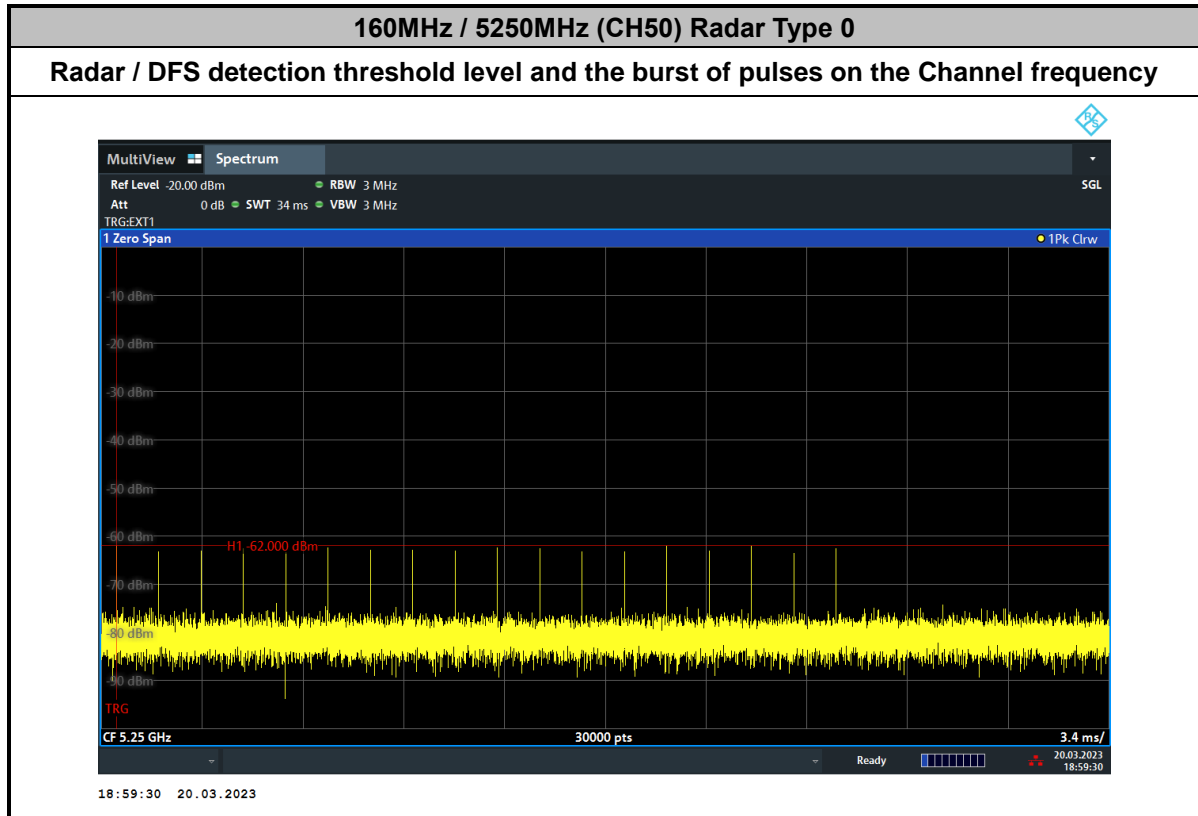 160MHz / 5250MHz (CH50) Radar Type 0
Radar / DFS detection threshold level and the burst of pulses on the Channel frequency
R&S
MultiView Spectrum
Ref Level -20.00 dBm RBW 3 MHz SGL
Att 0 dB SWT 34 ms VBW 3 MHz
TRG:EXT1
1 Zero Span 1Pk Clrw
-10 dBm
-20 dBm
-30 dBm
-40 dBm
-50 dBm
-60 dBm
H1 -62.000 dBm
-70 dBm
-80 dBm
-90 dBm
TRG
CF 5.25 GHz 30000 pts 3.4 ms/
Ready 20.03.2023
18:59:30
18:59:30 20.03.2023